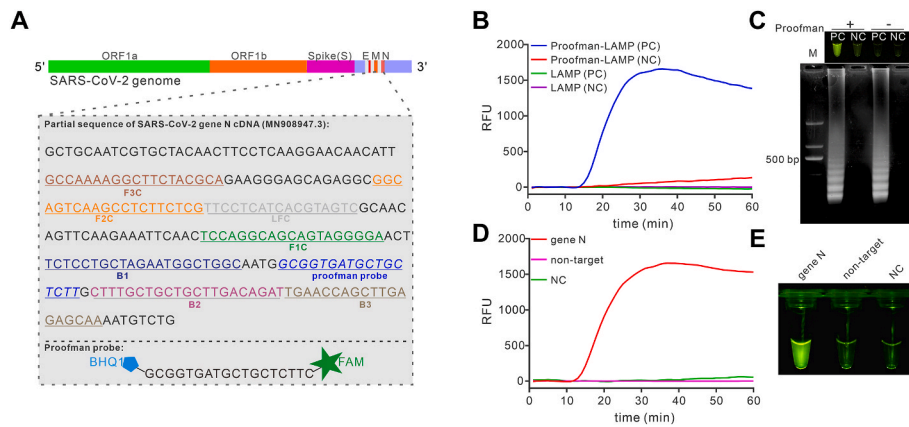 A
ORF1a
ORF1b
Spike(S)
E
M
N
5'
3'
SARS-CoV-2 genome
Partial sequence of SARS-CoV-2 gene N cDNA (MN908947.3):
GCTGCAATCGTGCTACAACTTCCTCAAGGAACAACATT
GCCAAAAGGCTTCTACGCAGAAGGGAGCAGAGGCGGC
F3C
AGTCAAGCCTCTTCTCGTTCCTCATCACGTAGTCGCAAC
F2C
LFC
AGTTCAAGAAATTCAACTCCAGGCAGCAGTAGGGGAACT
F1C
TCTCCTGCTAGAATGGCTGGCAATGGCGGTGATGCTGC
B1
proofman probe
TCTTGCTTTGCTGCTGCTTGACAGATTGAACCAGCTTGA
B2
B3
GAGCAAAATGTCTG
Proofman probe:
BHQ1
GCGGTGATGCTGCTCTTC
FAM
B
2000
1500
1000
500
0
RFU
Proofman-LAMP (PC)
Proofman-LAMP (NC)
LAMP (PC)
LAMP (NC)
0
10
20
30
40
50
60
time (min)
C
Proofman
+
-
PC
NC
PC
NC
M
500 bp
D
2000
1500
1000
500
0
RFU
gene N
non-target
NC
0
10
20
30
40
50
60
time (min)
E
gene N
non-target
NC